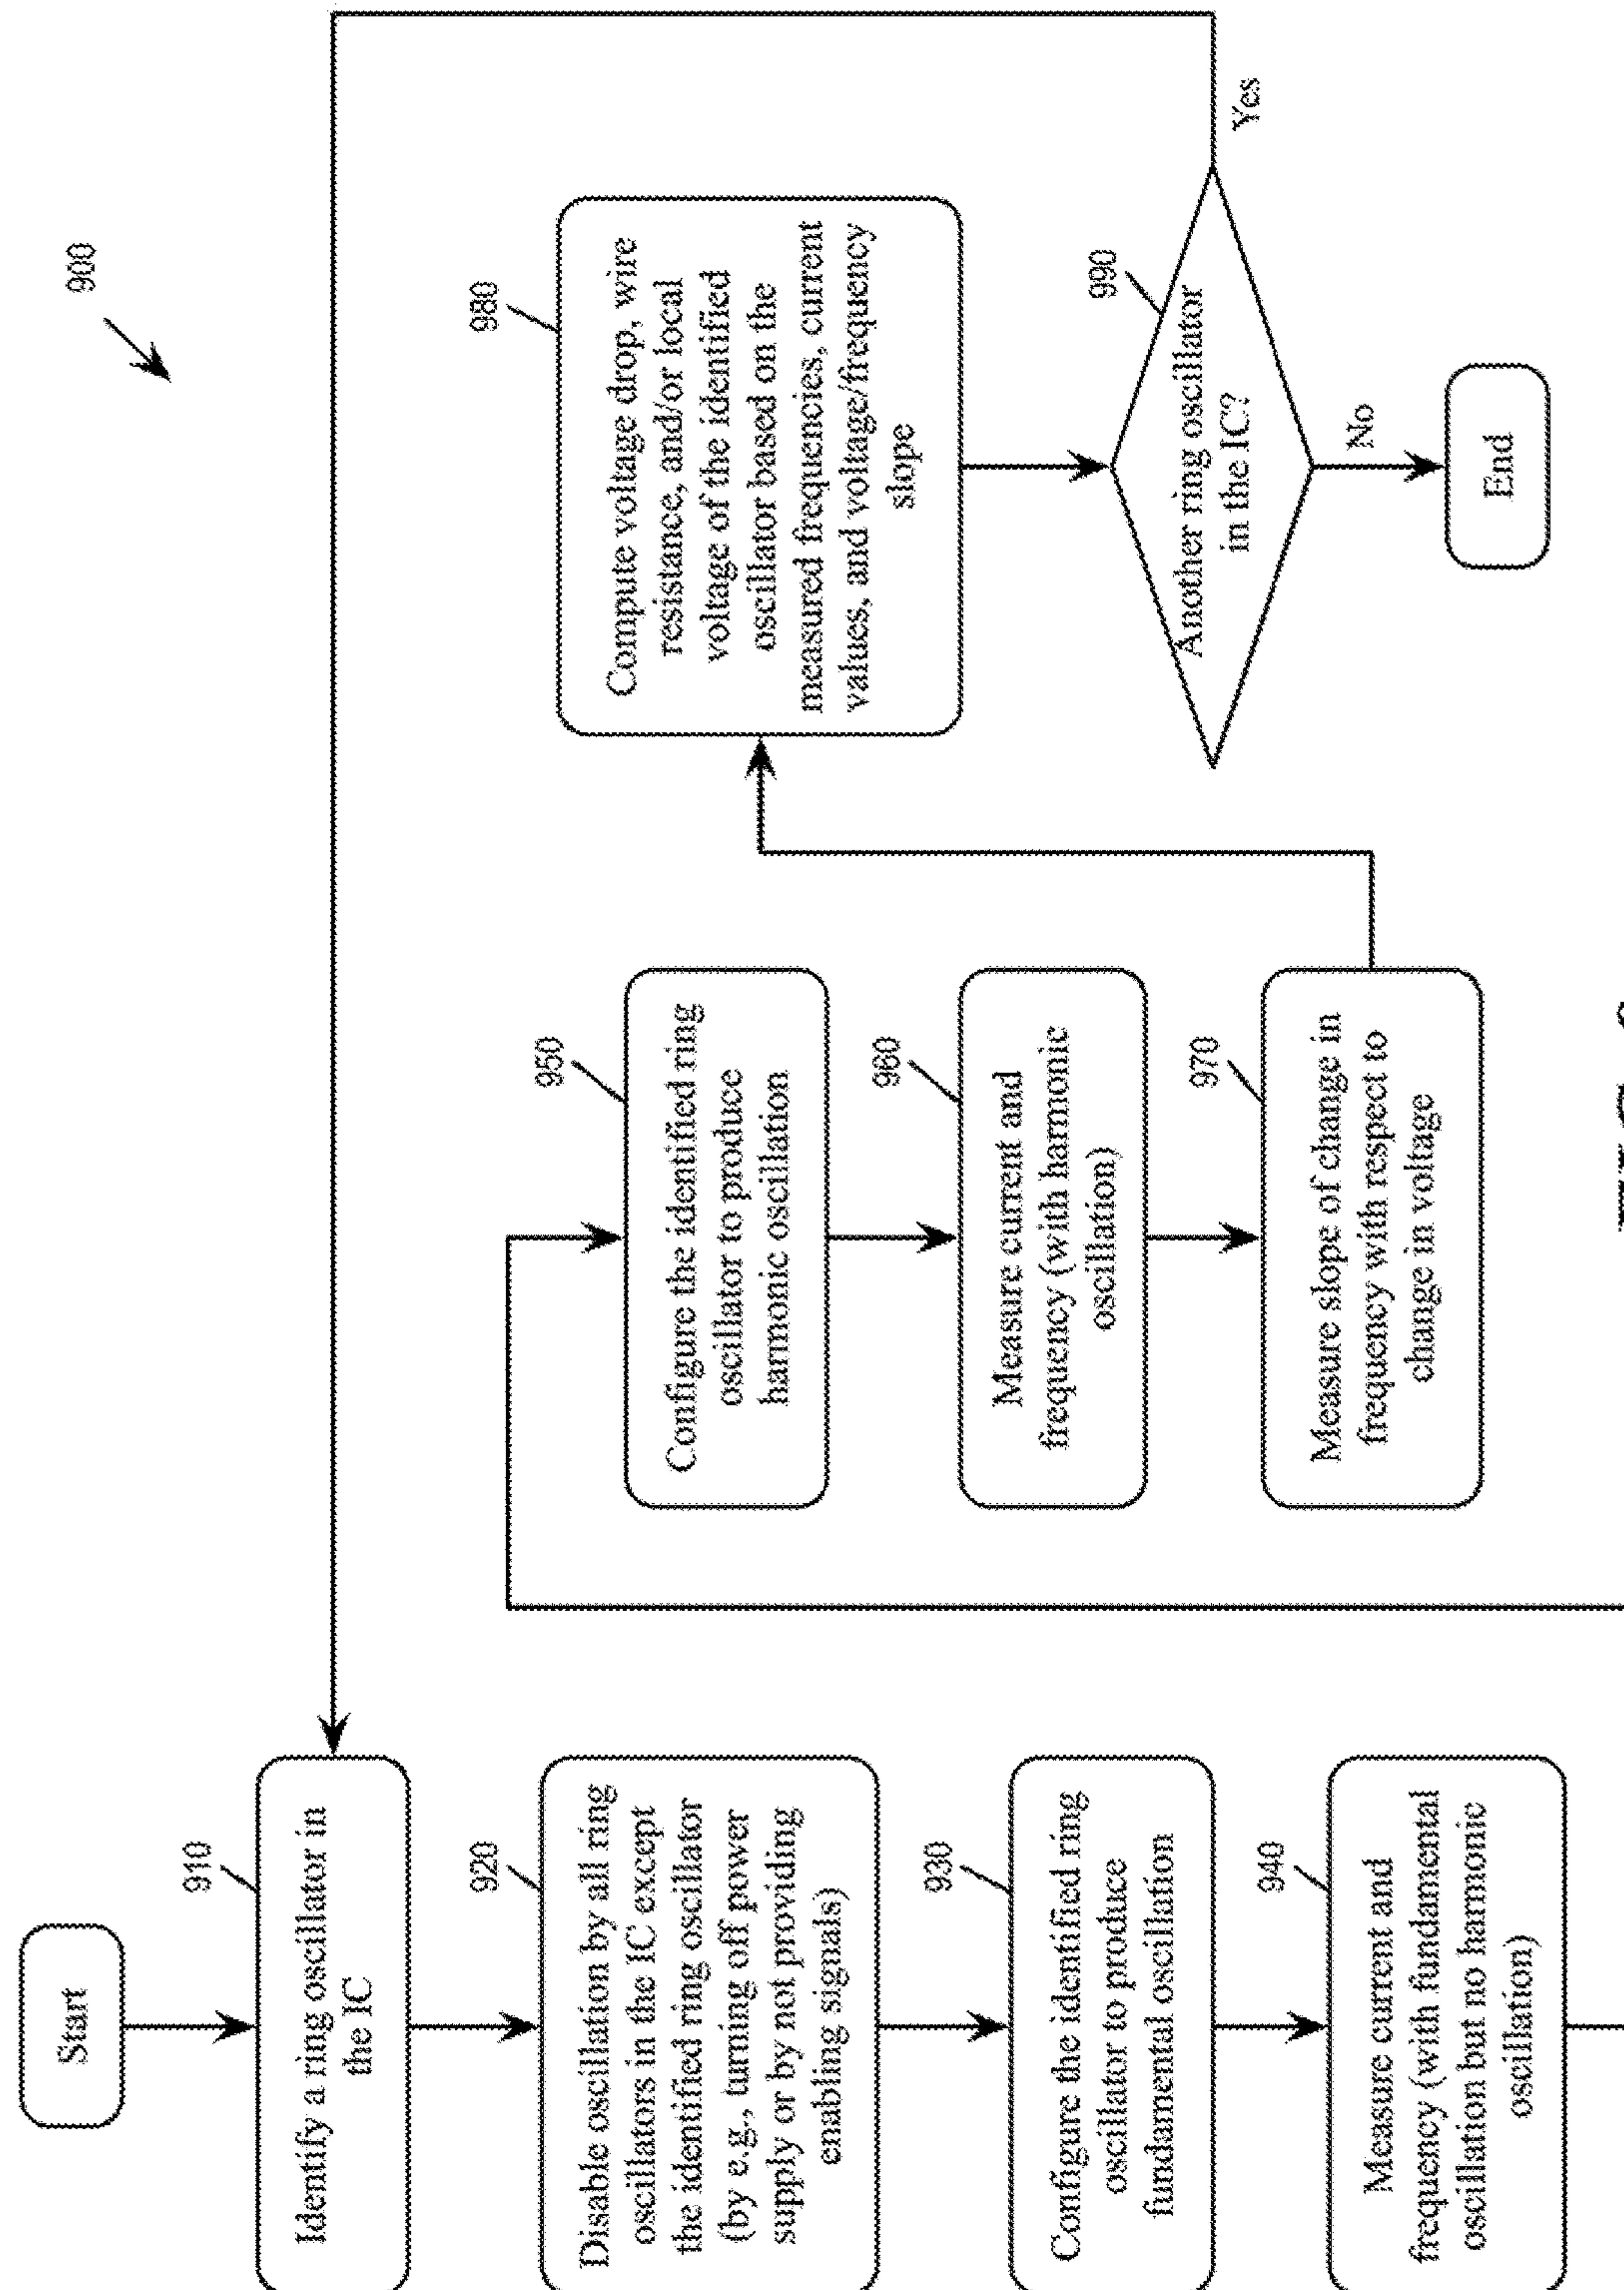 900
Start
910
Identify a ring oscillator in
the IC
920
Disable oscillation by all ring
oscillators in the IC except
the identified ring oscillator
(by e.g., turning off power
supply or by not providing
enabling signals)
930
Configure the identified ring
oscillator to produce
fundamental oscillation
940
Measure current and
frequency (with fundamental
oscillation but no harmonic
oscillation)
950
Configure the identified ring
oscillator to produce
harmonic oscillation
960
Measure current and
frequency (with harmonic
oscillation)
970
Measure slope of change in
frequency with respect to
change in voltage
980
Compute voltage drop, wire
resistance, and/or local
voltage of the identified
oscillator based on the
measured frequencies, current
values, and voltage/frequency
slope
990
Another ring oscillator
in the IC?
Yes
No
End